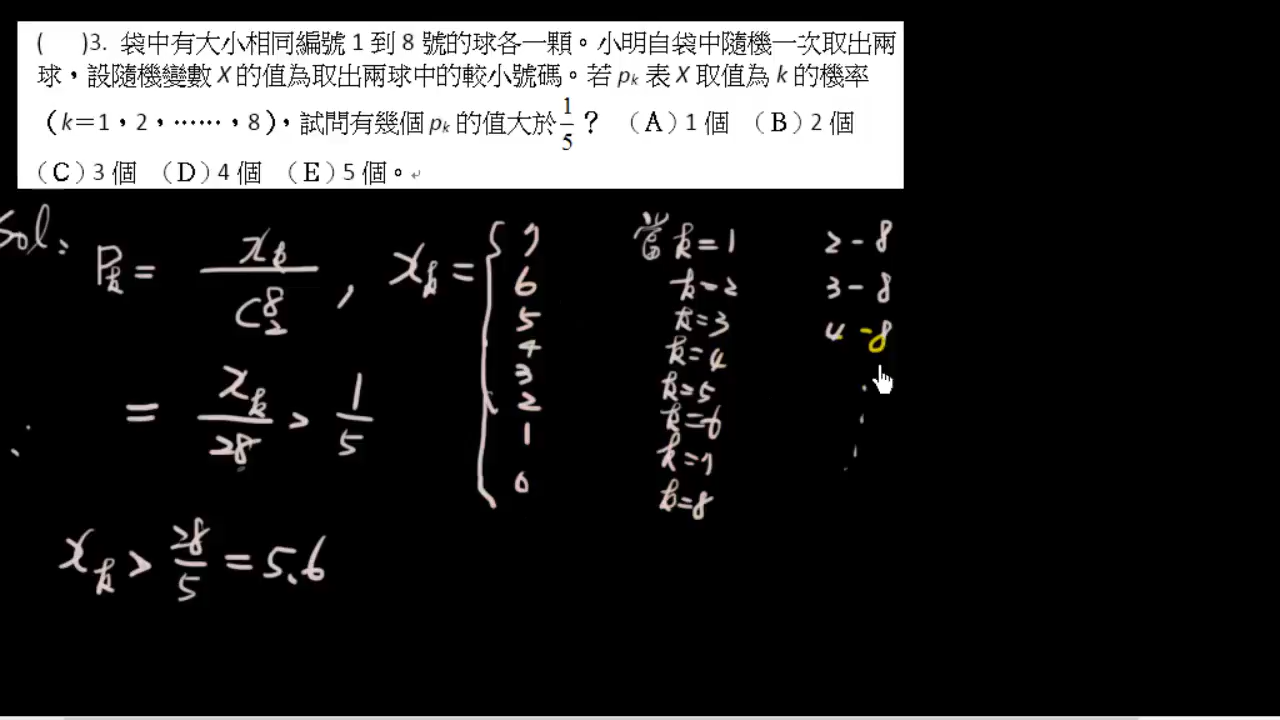 (　)3. 袋中有大小相同編號 1 到 8 號的球各一顆。小明自袋中隨機一次取出兩
球，設隨機變數 X 的值為取出兩球中的較小號碼。若 pₖ 表 X 取值為 k 的機率
（k＝1，2，……，8），試問有幾個 pₖ 的值大於 1/5？ （A）1 個 （B）2 個
（C）3 個 （D）4 個 （E）5 個。
Sol:
Pₖ = xₖ / C⁸₂ , xₖ = { 7 當 k=1 2-8
6 k=2 3-8
5 k=3 4-8
4 k=4
3 k=5
2 k=6
1 k=7
0 k=8
= xₖ / 28 > 1/5
xₖ > 28/5 = 5.6